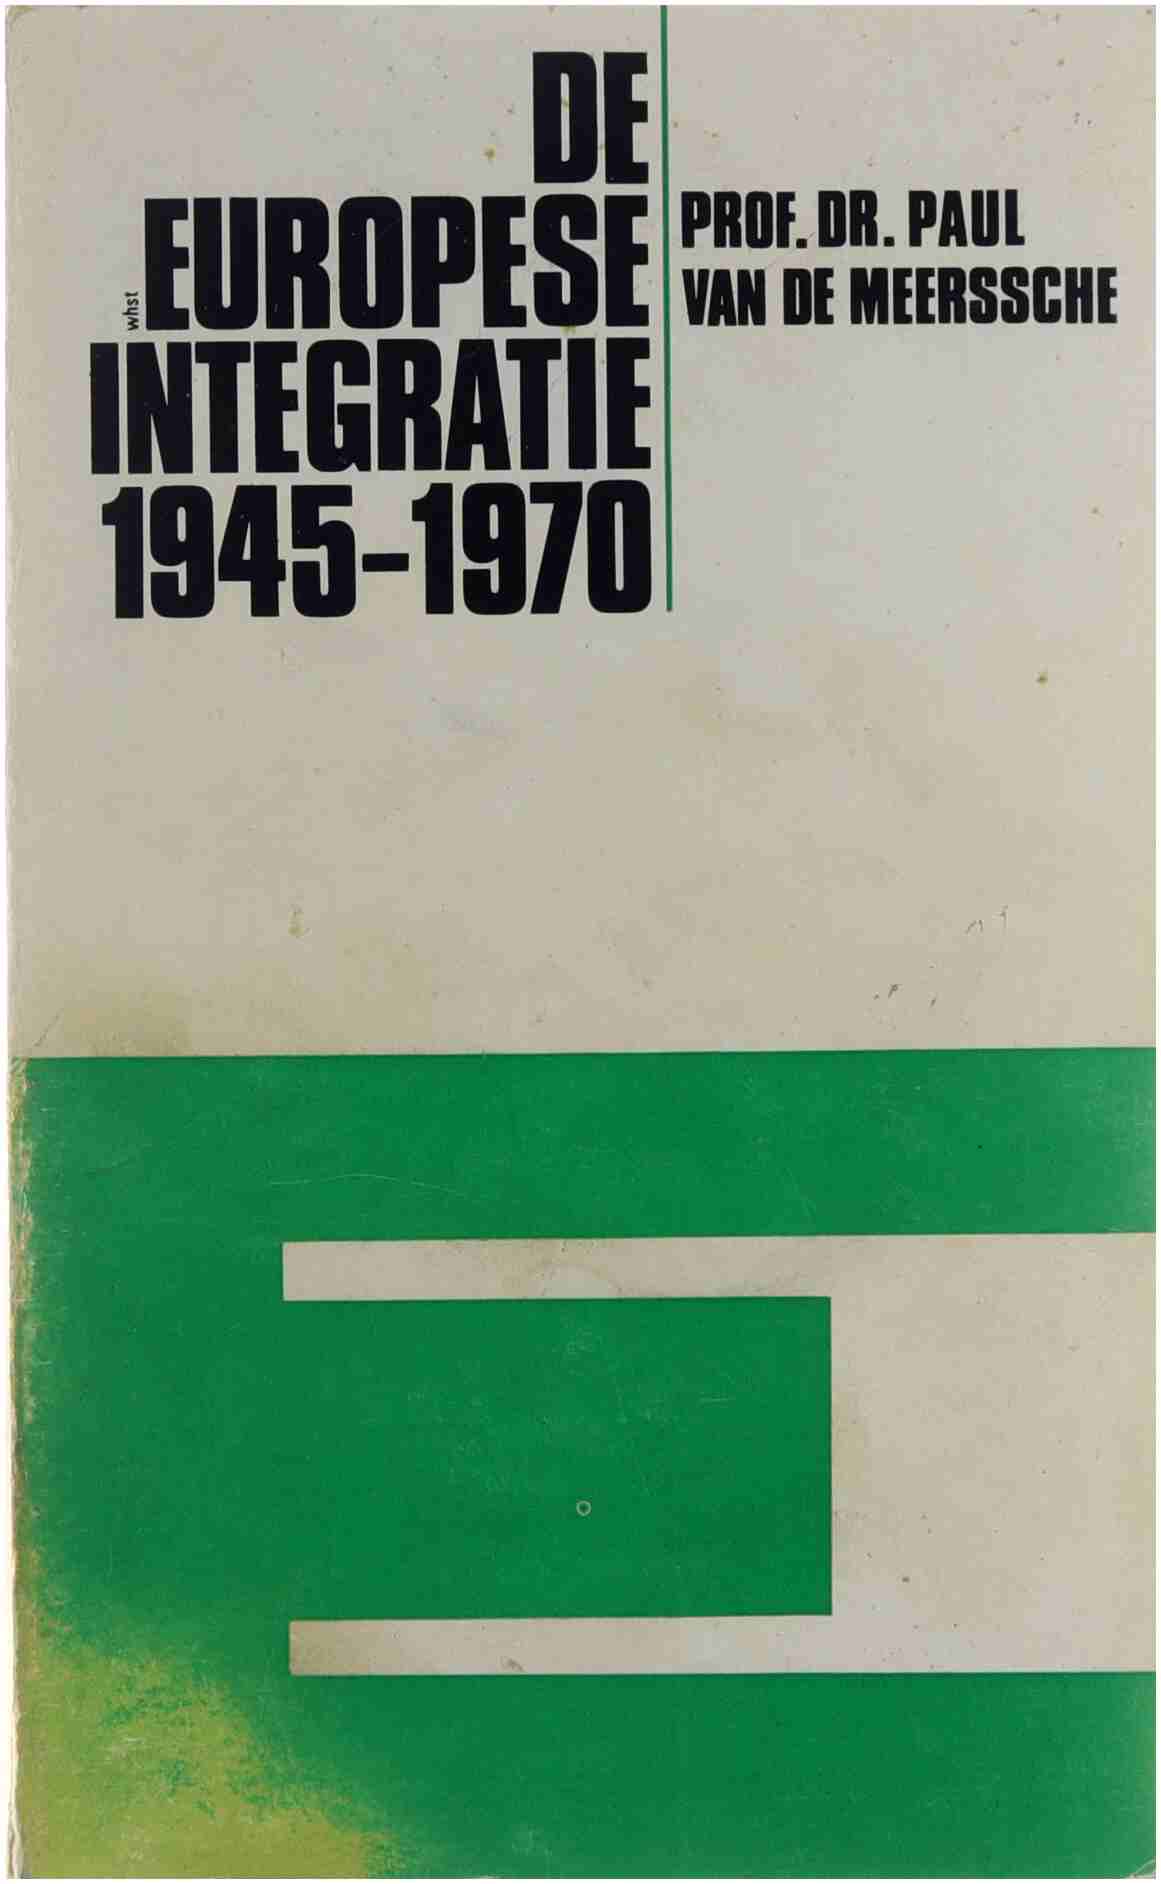 DE
EUROPESE
INTEGRATIE
1945-1970
whst
PROF. DR. PAUL
VAN DE MEERSSCHE